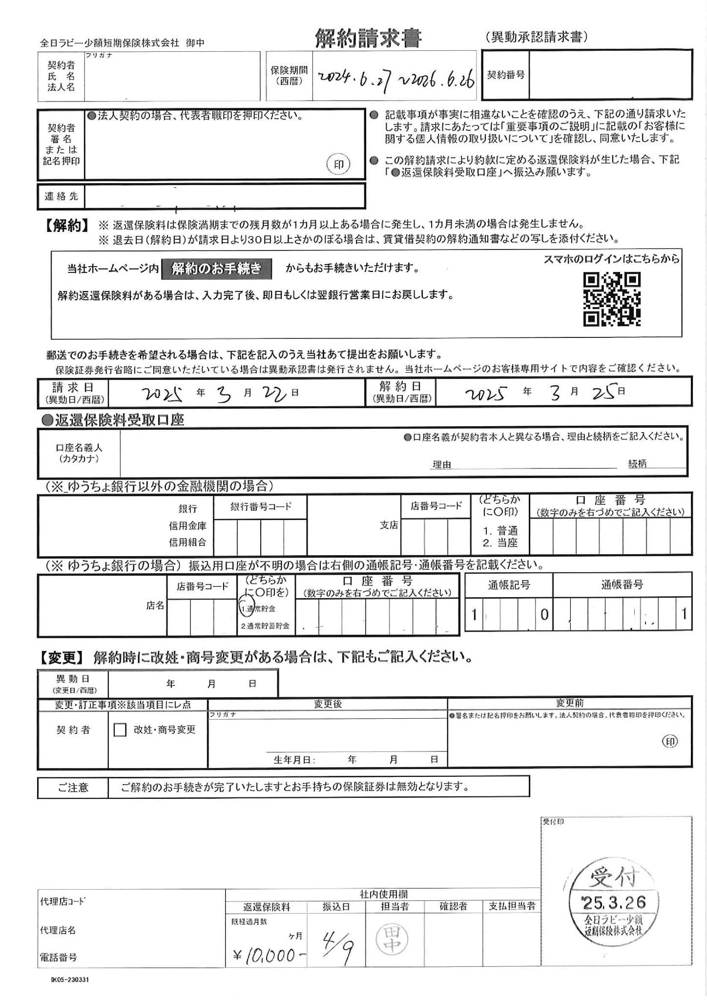 全日ラビー少額短期保険株式会社 御中
解約請求書
(異動承認請求書)
契約者
氏 名
法人名
フリガナ
保険期間
(西暦)
2024.6.27~2026.6.26
契約番号
契約者
署 名
ま た は
記名押印
●法人契約の場合、代表者職印を押印ください。
印
● 記載事項が事実に相違ないことを確認のうえ、下記の通り請求いた
します。請求にあたっては「重要事項のご説明」に記載の「お客様に
関する個人情報の取り扱いについて」を確認し、同意いたします。
● この解約請求により約款に定める返還保険料が生じた場合、下記
「●返還保険料受取口座」へ振込み願います。
連 絡 先
【解約】 ※ 返還保険料は保険満期までの残月数が1カ月以上ある場合に発生し、1カ月未満の場合は発生しません。
※ 退去日(解約日)が請求日より30日以上さかのぼる場合は、賃貸借契約の解約通知書などの写しを添付ください。
スマホのログインはこちらから
当社ホームページ内 解約のお手続き からもお手続きいただけます。
解約返還保険料がある場合は、入力完了後、即日もしくは翌銀行営業日にお戻しします。
郵送でのお手続きを希望される場合は、下記を記入のうえ当社あて提出をお願いします。
保険証券発行省略にご同意いただいている場合は異動承認書は発行されません。当社ホームページのお客様専用サイトで内容をご確認ください。
請 求 日
(異動日/西暦)
2025 年 3 月 22 日
解 約 日
(異動日/西暦)
2025 年 3 月 25 日
●返還保険料受取口座
口座名義人
(カタカナ)
●口座名義が契約者本人と異なる場合、理由と続柄をご記入ください。
理由 続柄
(※ ゆうちょ銀行以外の金融機関の場合)
銀行
信用金庫
信用組合
銀行番号コード
支店
店番号コード
(どちらか
に○印)
1. 普通
2. 当座
口 座 番 号
(数字のみを右づめでご記入ください)
(※ ゆうちょ銀行の場合) 振込用口座が不明の場合は右側の通帳記号・通帳番号を記載ください。
店名
店番号コード
(どちらか
に○印を)
1.通常貯金
2.通常貯蓄貯金
口 座 番 号
(数字のみを右づめでご記入ください)
通帳記号
1 0
通帳番号
1
【変更】 解約時に改姓・商号変更がある場合は、下記もご記入ください。
異 動 日
(変更日/西暦)
年 月 日
変更・訂正事項※該当項目にレ点
変更後
変更前
契 約 者
□ 改姓・商号変更
フリガナ
生年月日: 年 月 日
●署名または記名押印をお願いします。法人契約の場合、代表者職印を押印ください。
印
ご注意
ご解約のお手続きが完了いたしますとお手持ちの保険証券は無効となります。
受付印
受付
'25.3.26
全日ラビー少額
短期保険株式会社
代理店コード
代理店名
電話番号
社内使用欄
返還保険料 振込日 担当者 確認者 支払担当者
既経過月数
ヶ月
¥10,000-
4/9
田中
IK05-230331